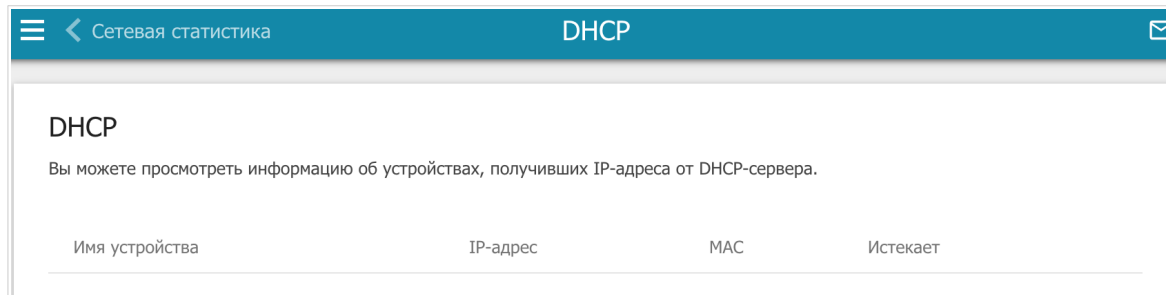 Сетевая статистика DHCP
DHCP
Вы можете просмотреть информацию об устройствах, получивших IP-адреса от DHCP-сервера.
Имя устройства IP-адрес MAC Истекает